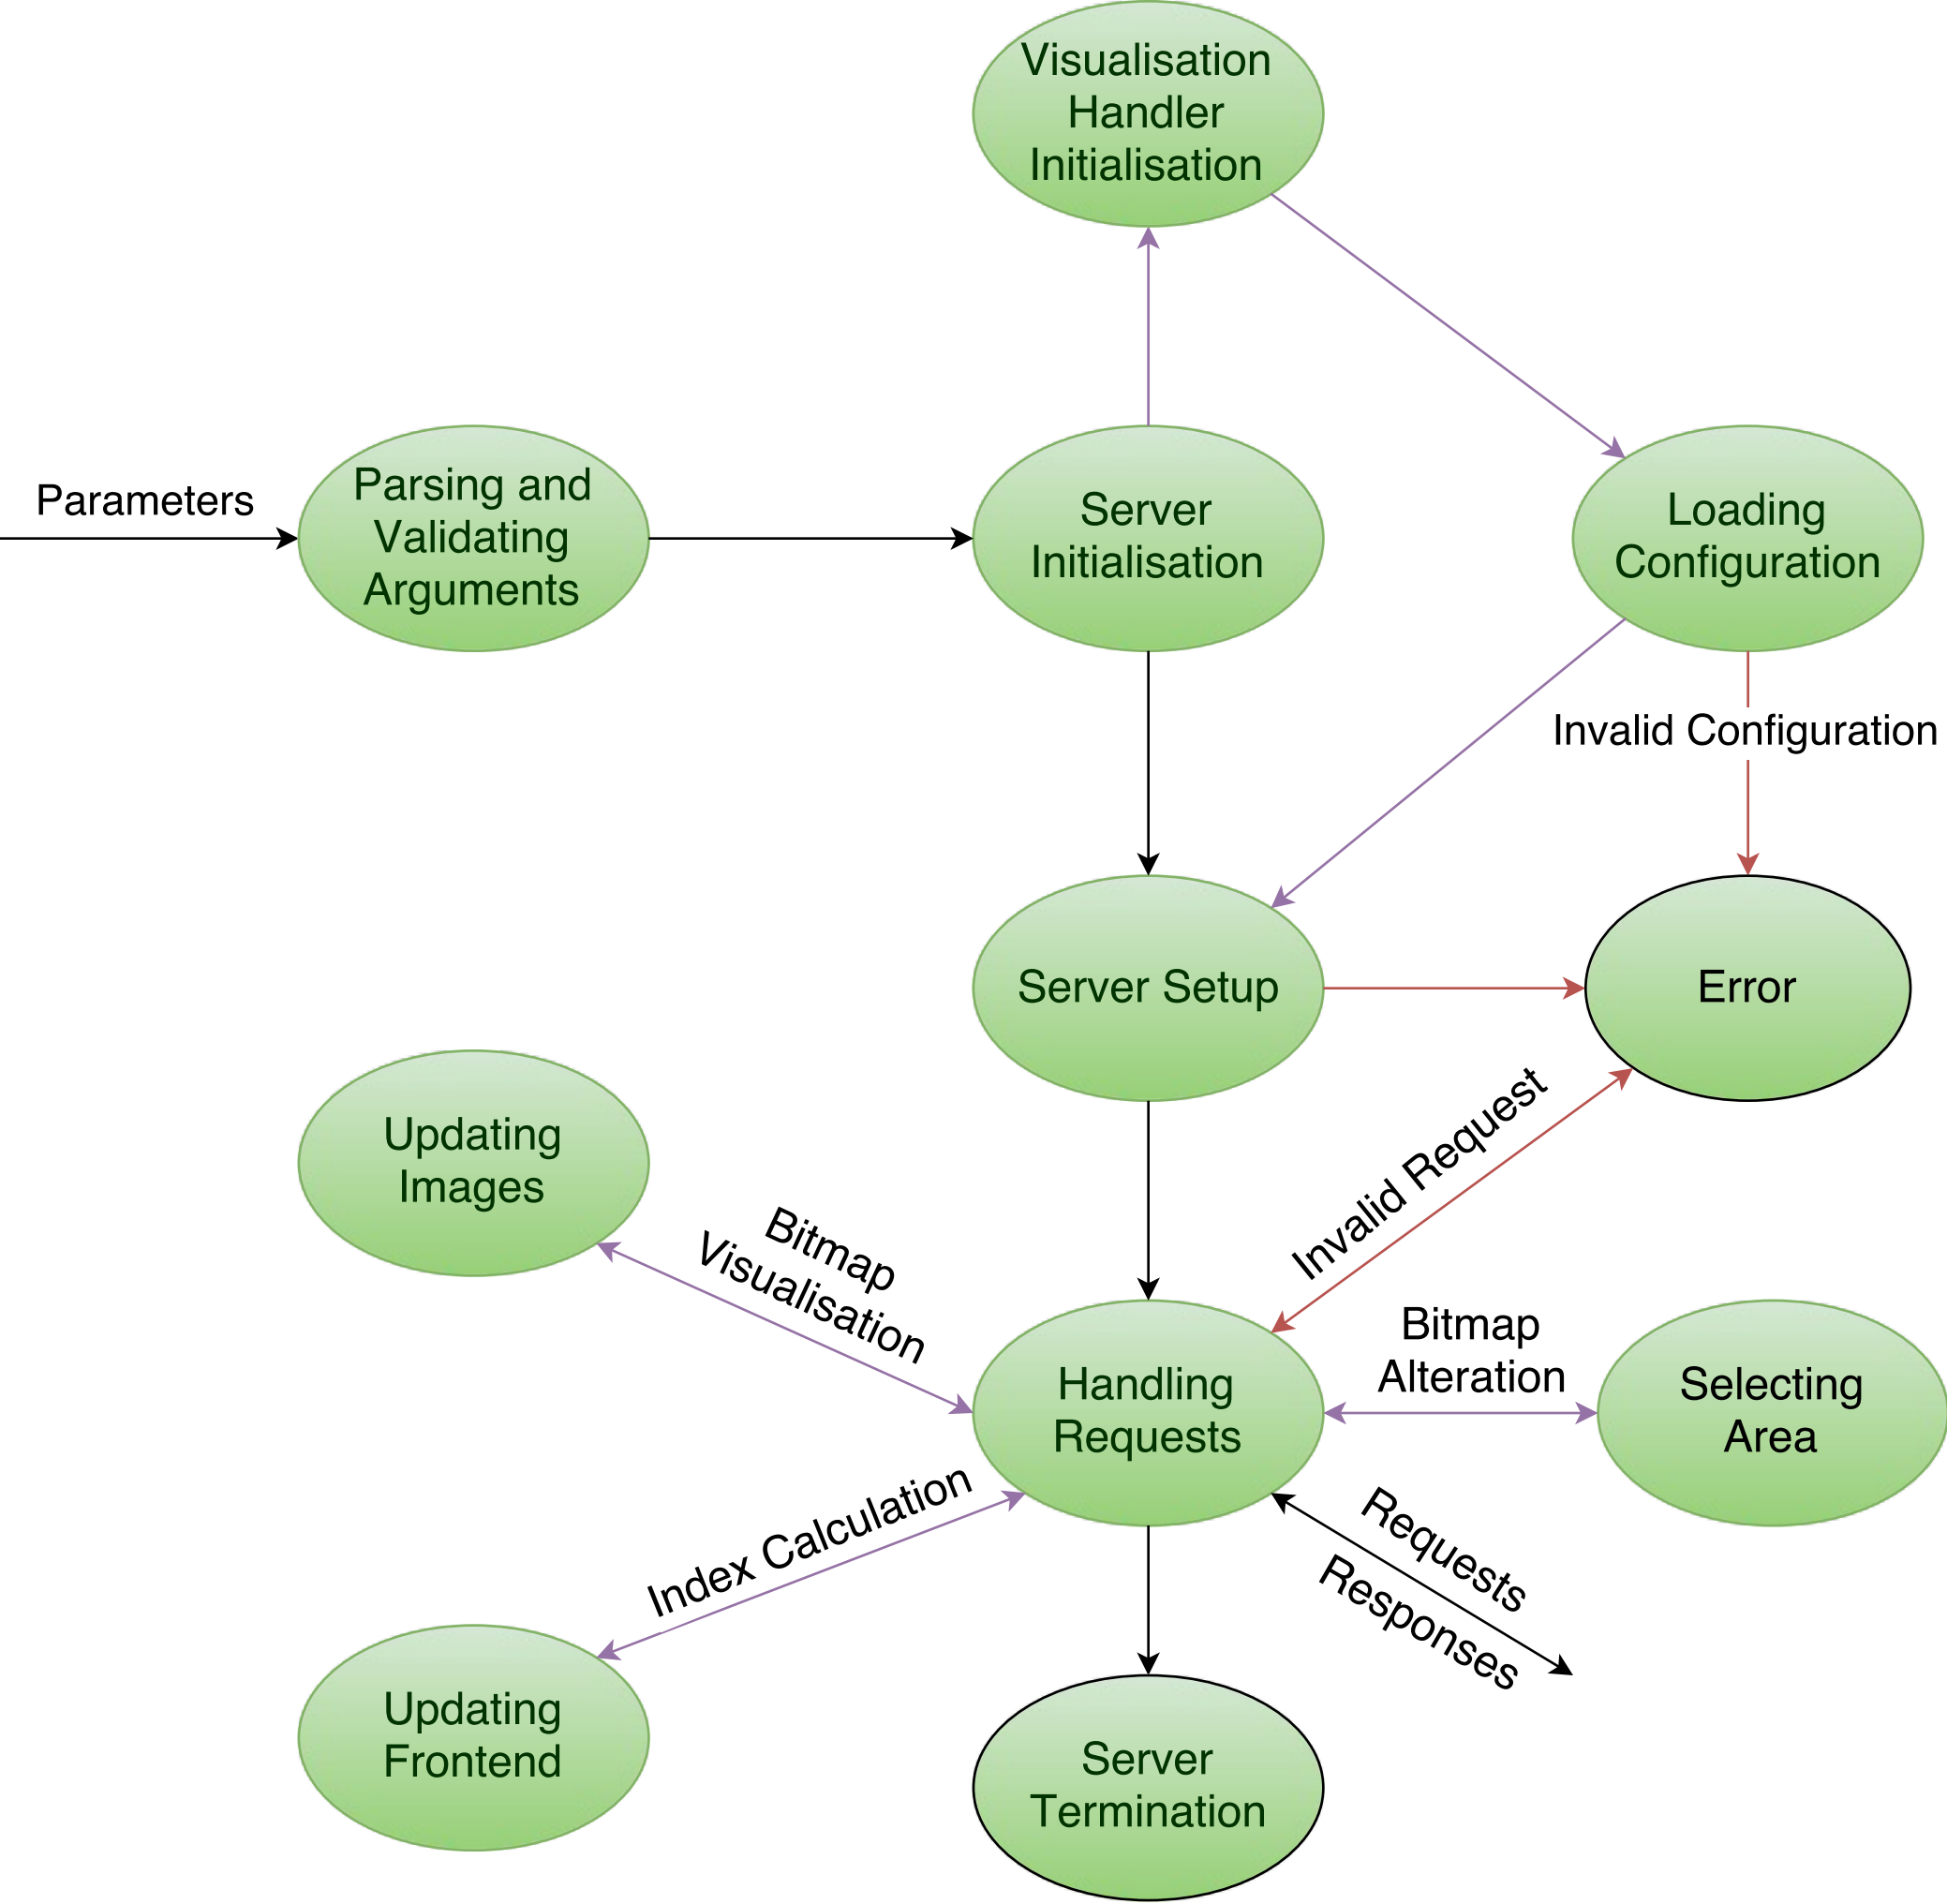 Visualisation
Handler
Initialisation
Parameters
Parsing and
Validating
Arguments
Server
Initialisation
Loading
Configuration
Invalid Configuration
Server Setup
Error
Updating
Images
Bitmap
Visualisation
Invalid Request
Handling
Requests
Bitmap
Alteration
Selecting
Area
Index Calculation
Requests
Responses
Updating
Frontend
Server
Termination